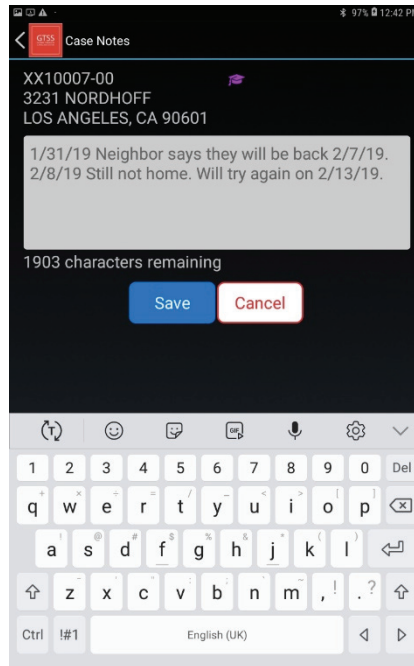 97% 12:42 PM
GTSS Case Notes
XX10007-00
3231 NORDHOFF
LOS ANGELES, CA 90601
1/31/19 Neighbor says they will be back 2/7/19.
2/8/19 Still not home. Will try again on 2/13/19.
1903 characters remaining
Save Cancel
T GIF
1 2 3 4 5 6 7 8 9 0 Del
q w e r t y u i o p
a s d f g h j k l
z x c v b n m , ! . ?
Ctrl !#1 English (UK)